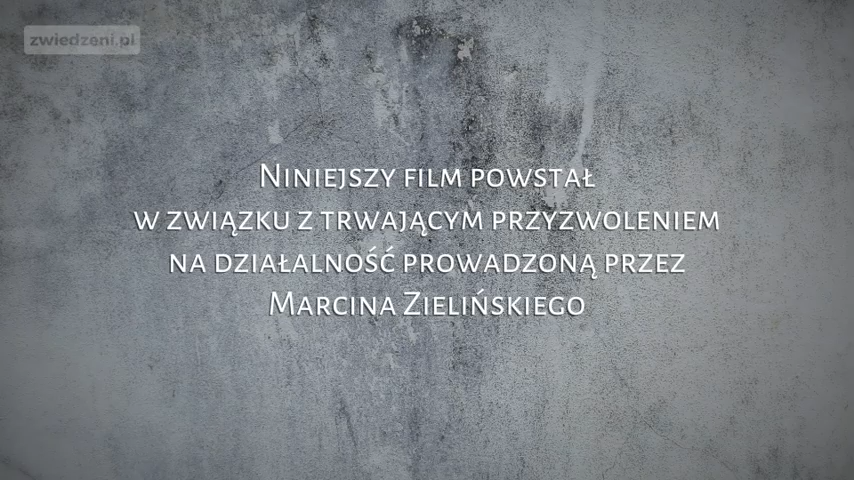 zwiedzeni.pl
Niniejszy film powstał
w związku z trwającym przyzwoleniem
na działalność prowadzoną przez
Marcina Zielińskiego